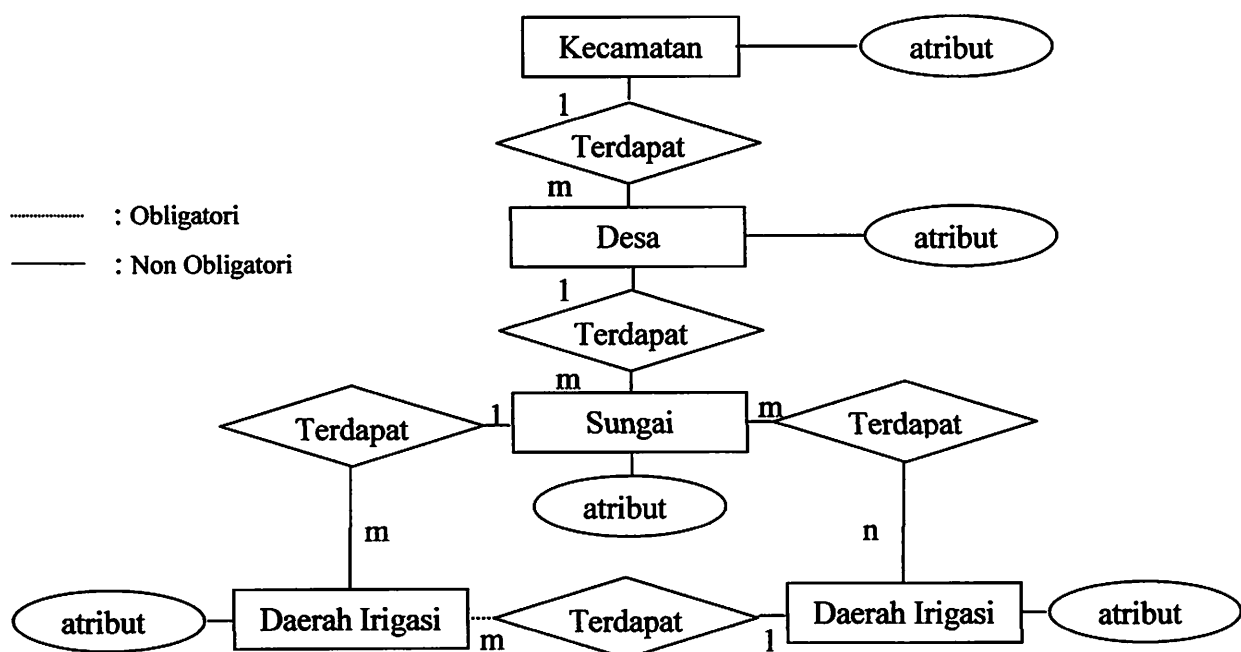 Kecamatan atribut
1
Terdapat
m
: Obligatori
Desa atribut
: Non Obligatori
1
Terdapat
m
Terdapat 1 Sungai m Terdapat
atribut
m n
atribut Daerah Irigasi m Terdapat 1 Daerah Irigasi atribut